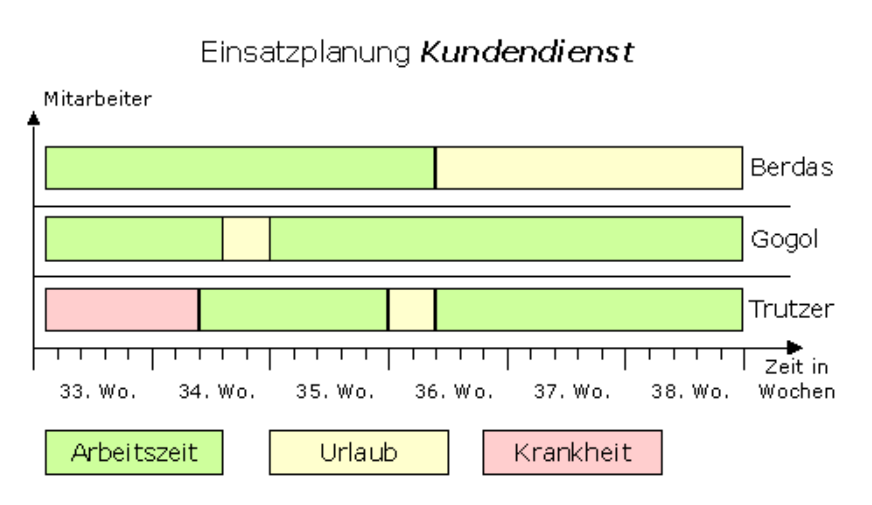 Einsatzplanung Kundendienst
Mitarbeiter
Berdas
Gogol
Trutzer
Zeit in
Wochen
33. Wo. 34. Wo. 35. Wo. 36. Wo. 37. Wo. 38. Wo.
Arbeitszeit Urlaub Krankheit